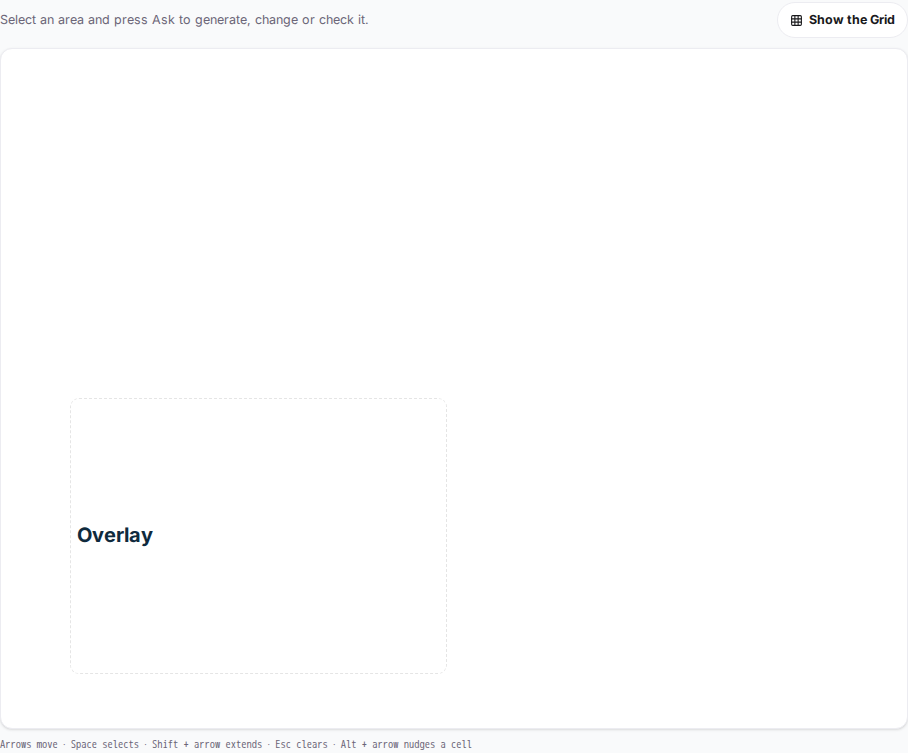 Select an area and press Ask to generate, change or check it.
Show the Grid
Overlay
Arrows move · Space selects · Shift + arrow extends · Esc clears · Alt + arrow nudges a cell